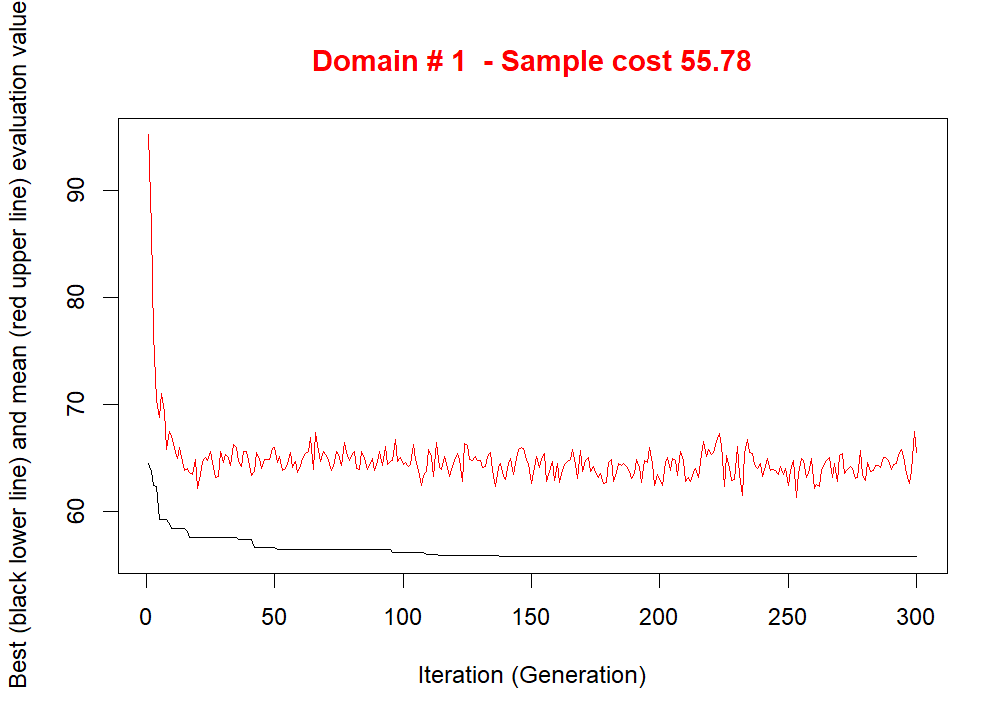 Domain # 1  - Sample cost 55.78
Best (black lower line) and mean (red upper line) evaluation value
90
80
70
60
0 50 100 150 200 250 300
Iteration (Generation)